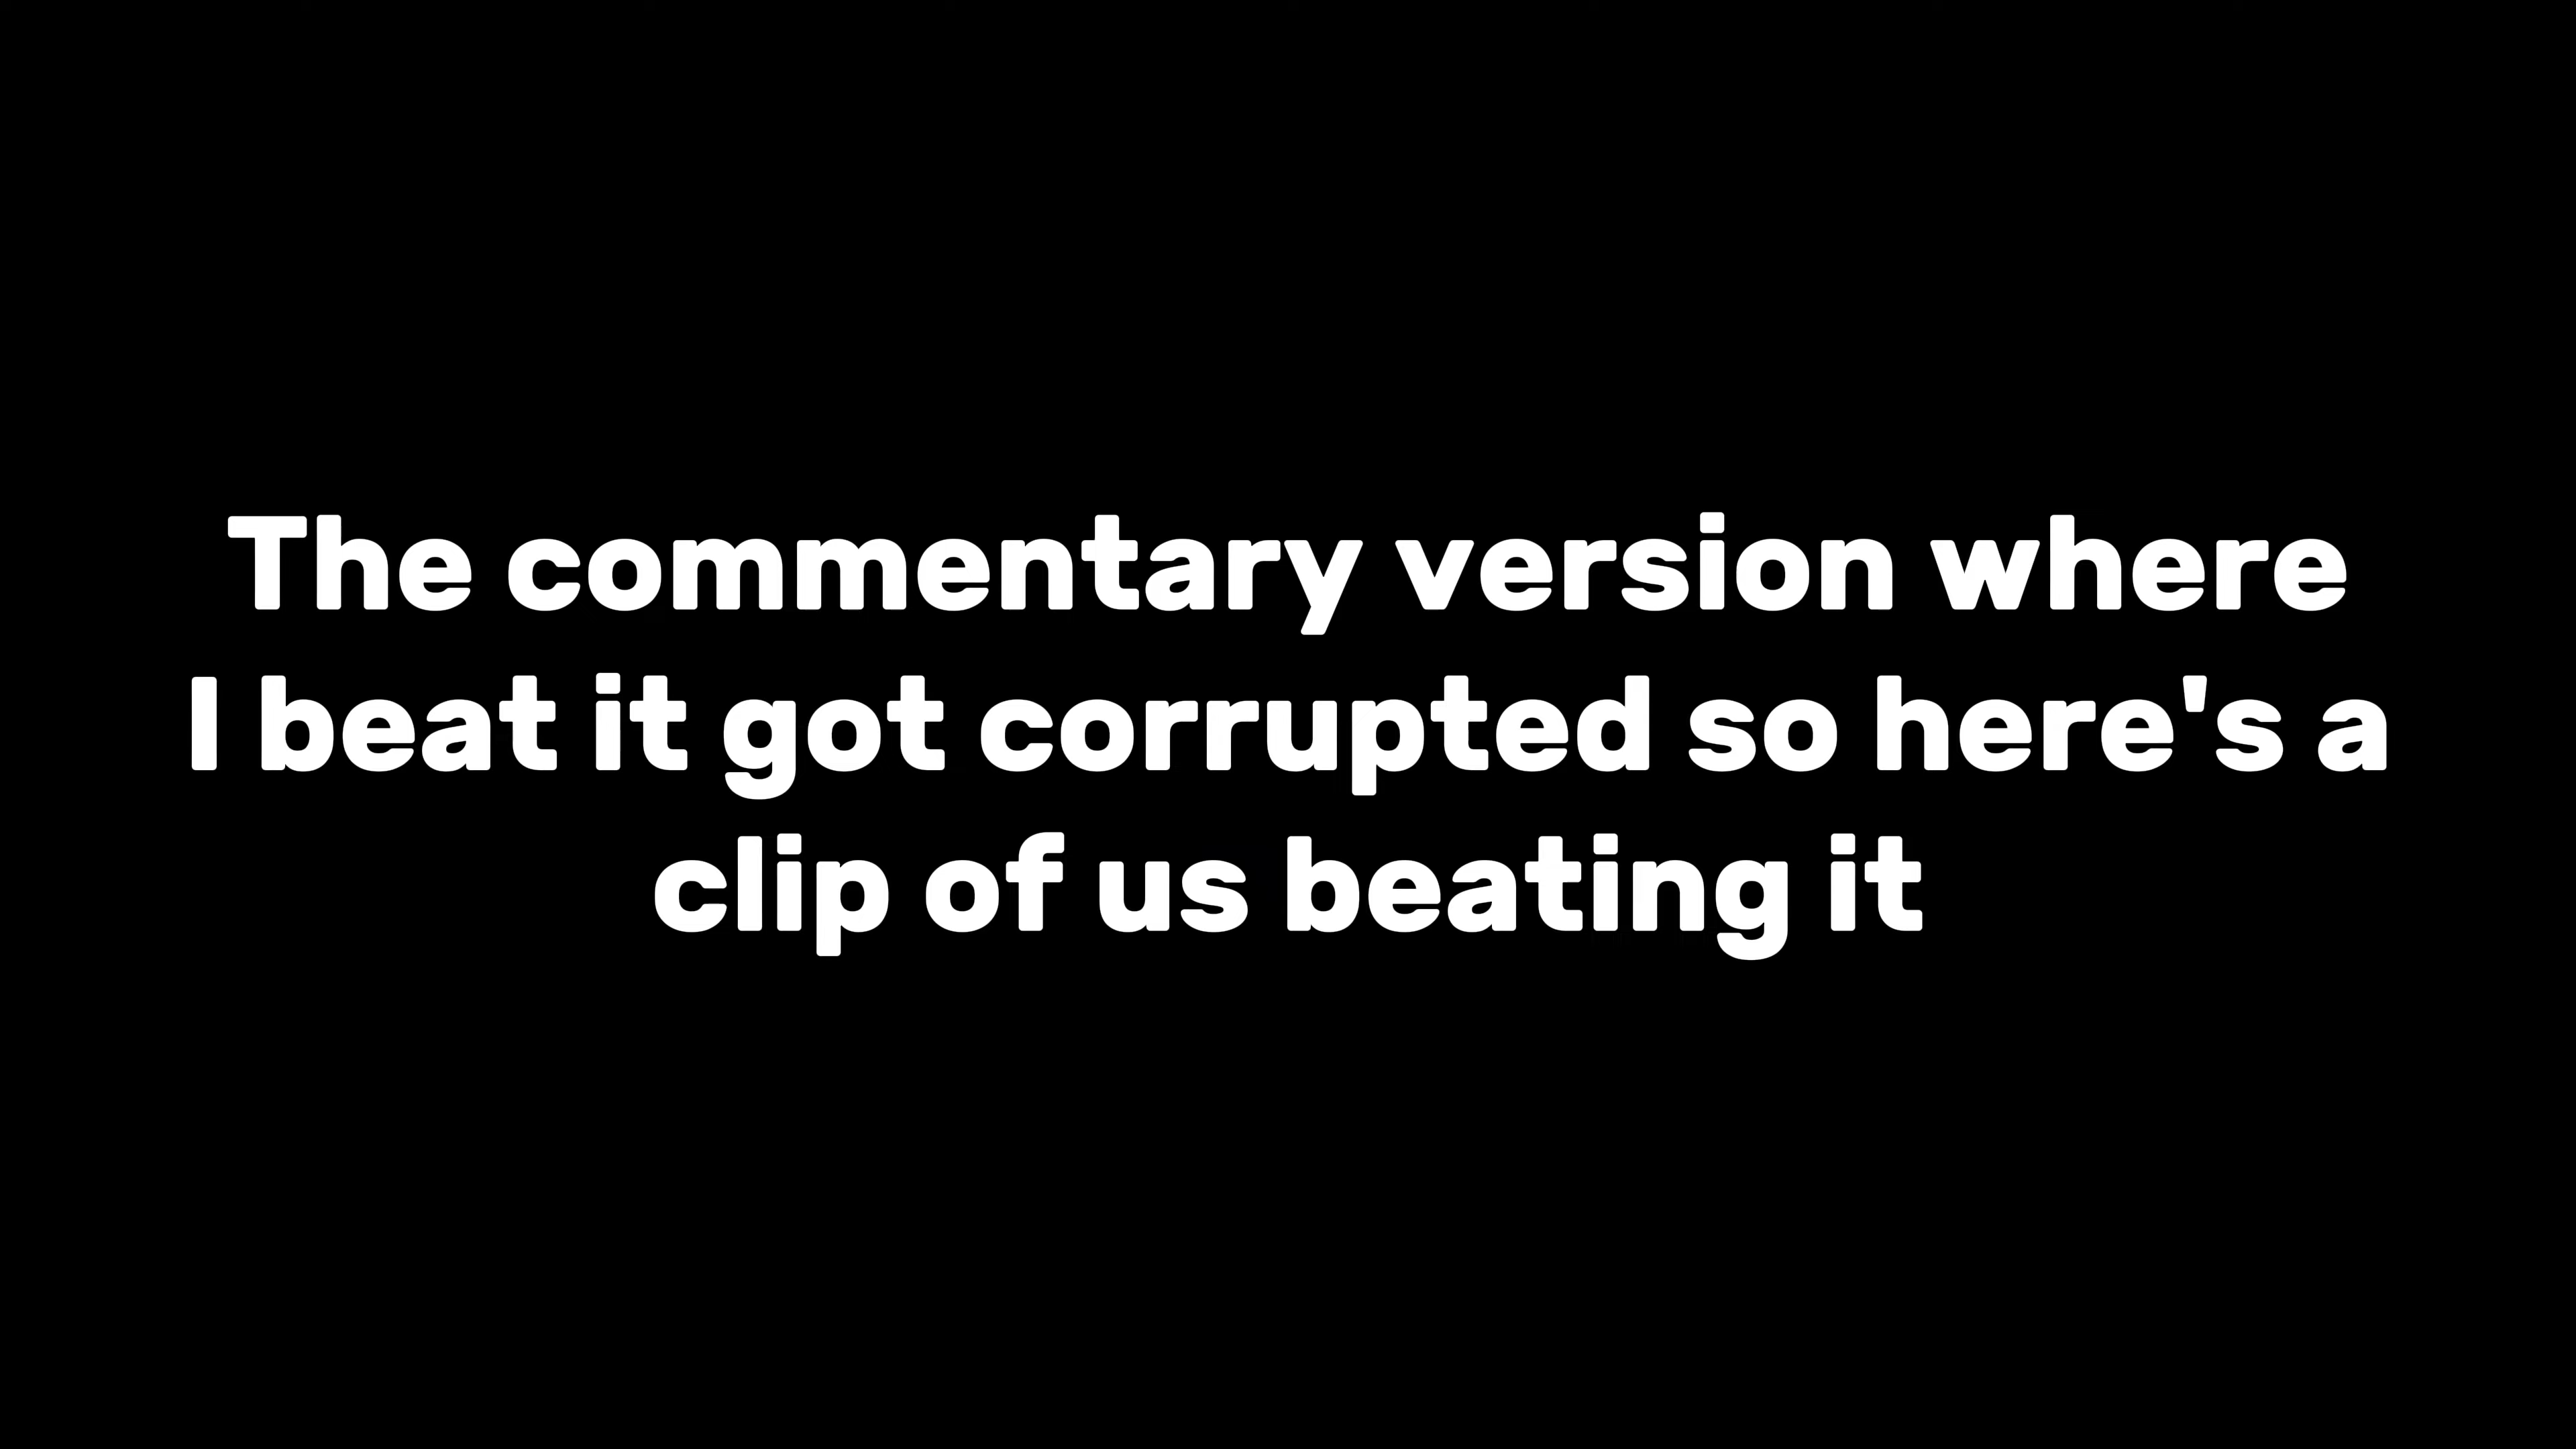 The commentary version where
I beat it got corrupted so here's a
clip of us beating it